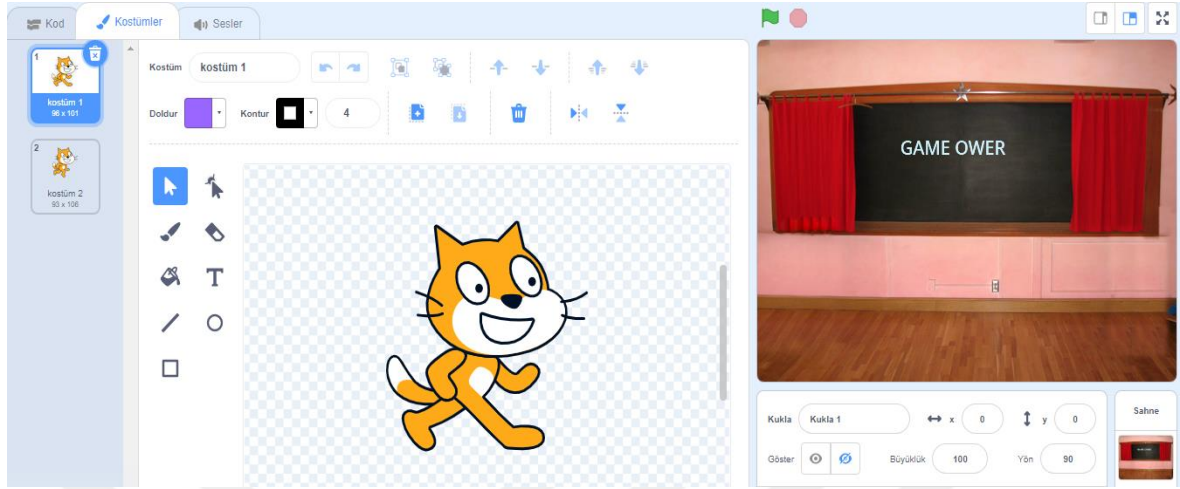 Kod
Kostümler
Sesler
1
kostüm 1
96 x 101
2
kostüm 2
93 x 106
Kostüm kostüm 1
Doldur Kontur 4
T
GAME OWER
Kukla Kukla 1 x 0 y 0
Göster Büyüklük 100 Yön 90
Sahne